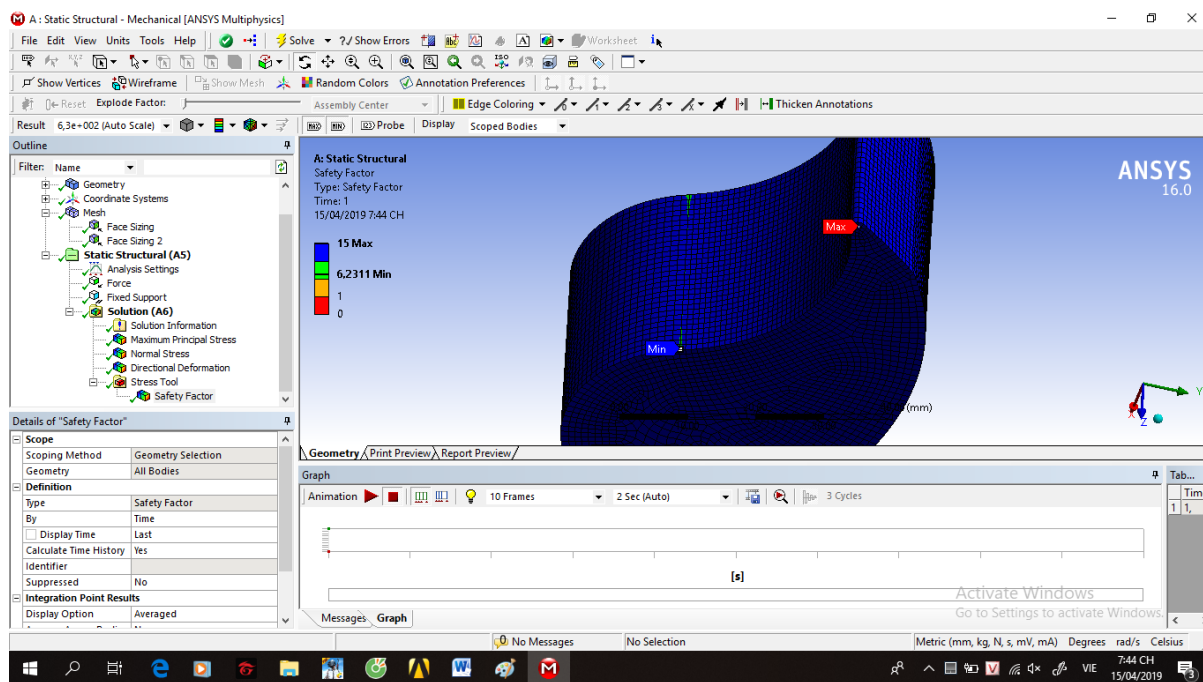 A : Static Structural - Mechanical [ANSYS Multiphysics]
File Edit View Units Tools Help Solve ?/ Show Errors Worksheet
Show Vertices Wireframe Show Mesh Random Colors Annotation Preferences
Reset Explode Factor: Assembly Center Edge Coloring Thicken Annotations
Result 6,3e+002 (Auto Scale) MAX MIN Probe Display Scoped Bodies
Outline
Filter: Name
Geometry
Coordinate Systems
Mesh
Face Sizing
Face Sizing 2
Static Structural (A5)
Analysis Settings
Force
Fixed Support
Solution (A6)
Solution Information
Maximum Principal Stress
Normal Stress
Directional Deformation
Stress Tool
Safety Factor
Details of "Safety Factor"
Scope
Scoping Method Geometry Selection
Geometry All Bodies
Definition
Type Safety Factor
By Time
Display Time Last
Calculate Time History Yes
Identifier
Suppressed No
Integration Point Results
Display Option Averaged
A: Static Structural
Safety Factor
Type: Safety Factor
Time: 1
15/04/2019 7:44 CH
15 Max
6,2311 Min
1
0
Max
Min
ANSYS
16.0
(mm)
X
Y
Z
Geometry Print Preview Report Preview
Graph
Animation 10 Frames 2 Sec (Auto) 3 Cycles
[s]
Messages Graph
Tab...
Tim
1 1,
Activate Windows
Go to Settings to activate Windows.
0 No Messages No Selection Metric (mm, kg, N, s, mV, mA) Degrees rad/s Celsius
VIE
7:44 CH
15/04/2019
3